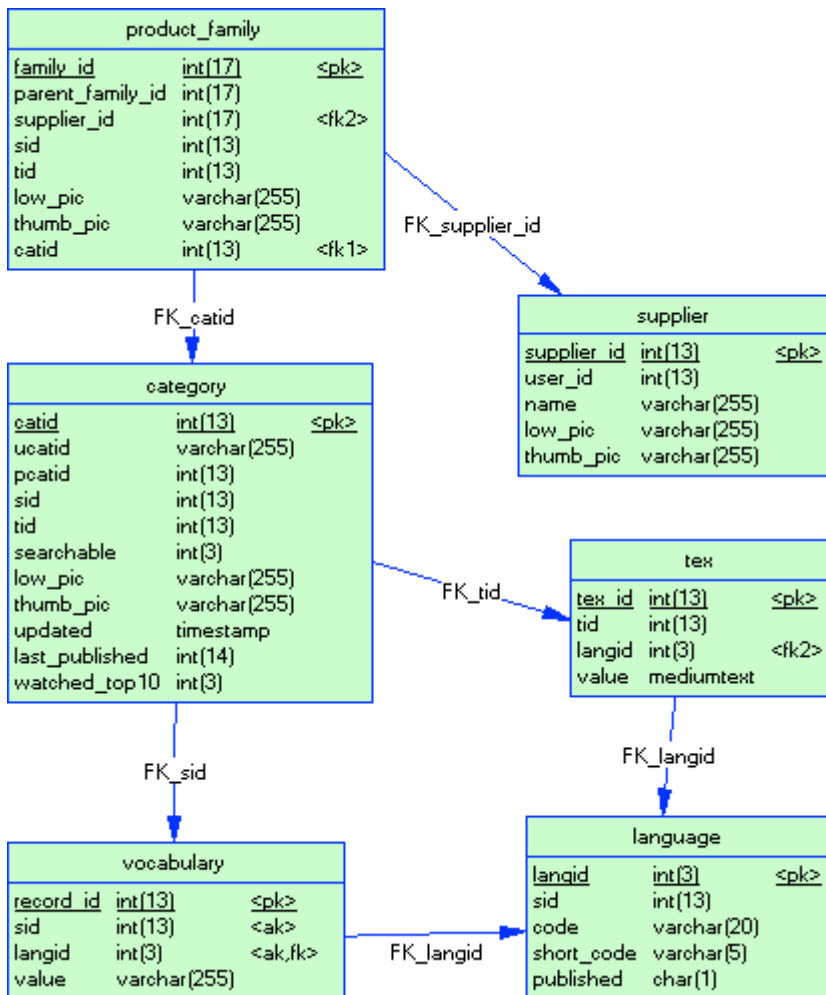 product_family
family_id int(17) <pk>
parent_family_id int(17)
supplier_id int(17) <fk2>
sid int(13)
tid int(13)
low_pic varchar(255)
thumb_pic varchar(255)
catid int(13) <fk1>
FK_supplier_id
FK_catid
supplier
supplier_id int(13) <pk>
user_id int(13)
name varchar(255)
low_pic varchar(255)
thumb_pic varchar(255)
category
catid int(13) <pk>
ucatid varchar(255)
pcatid int(13)
sid int(13)
tid int(13)
searchable int(3)
low_pic varchar(255)
thumb_pic varchar(255)
updated timestamp
last_published int(14)
watched_top10 int(3)
FK_tid
tex
tex_id int(13) <pk>
tid int(13)
langid int(3) <fk2>
value mediumtext
FK_sid
FK_langid
vocabulary
record_id int(13) <pk>
sid int(13) <ak>
langid int(3) <ak,fk>
value varchar(255)
FK_langid
language
langid int(3) <pk>
sid int(13)
code varchar(20)
short_code varchar(5)
published char(1)